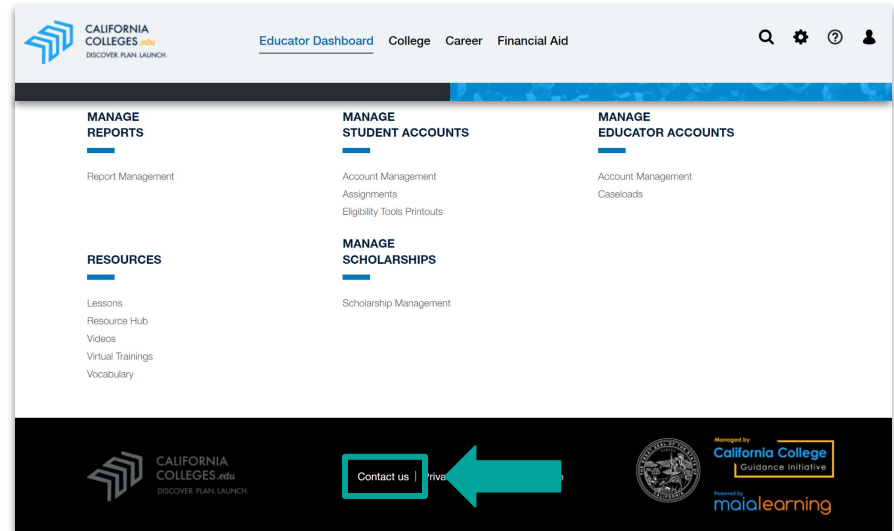 CALIFORNIA
COLLEGES.edu
DISCOVER. PLAN. LAUNCH.
Educator Dashboard College Career Financial Aid
MANAGE
REPORTS
Report Management
MANAGE
STUDENT ACCOUNTS
Account Management
Assignments
Eligibility Tools Printouts
MANAGE
EDUCATOR ACCOUNTS
Account Management
Caseloads
RESOURCES
Lessons
Resource Hub
Videos
Virtual Trainings
Vocabulary
MANAGE
SCHOLARSHIPS
Scholarship Management
CALIFORNIA
COLLEGES.edu
DISCOVER. PLAN. LAUNCH.
Contact us |
Managed by
California College
Guidance Initiative
Powered by
maialearning